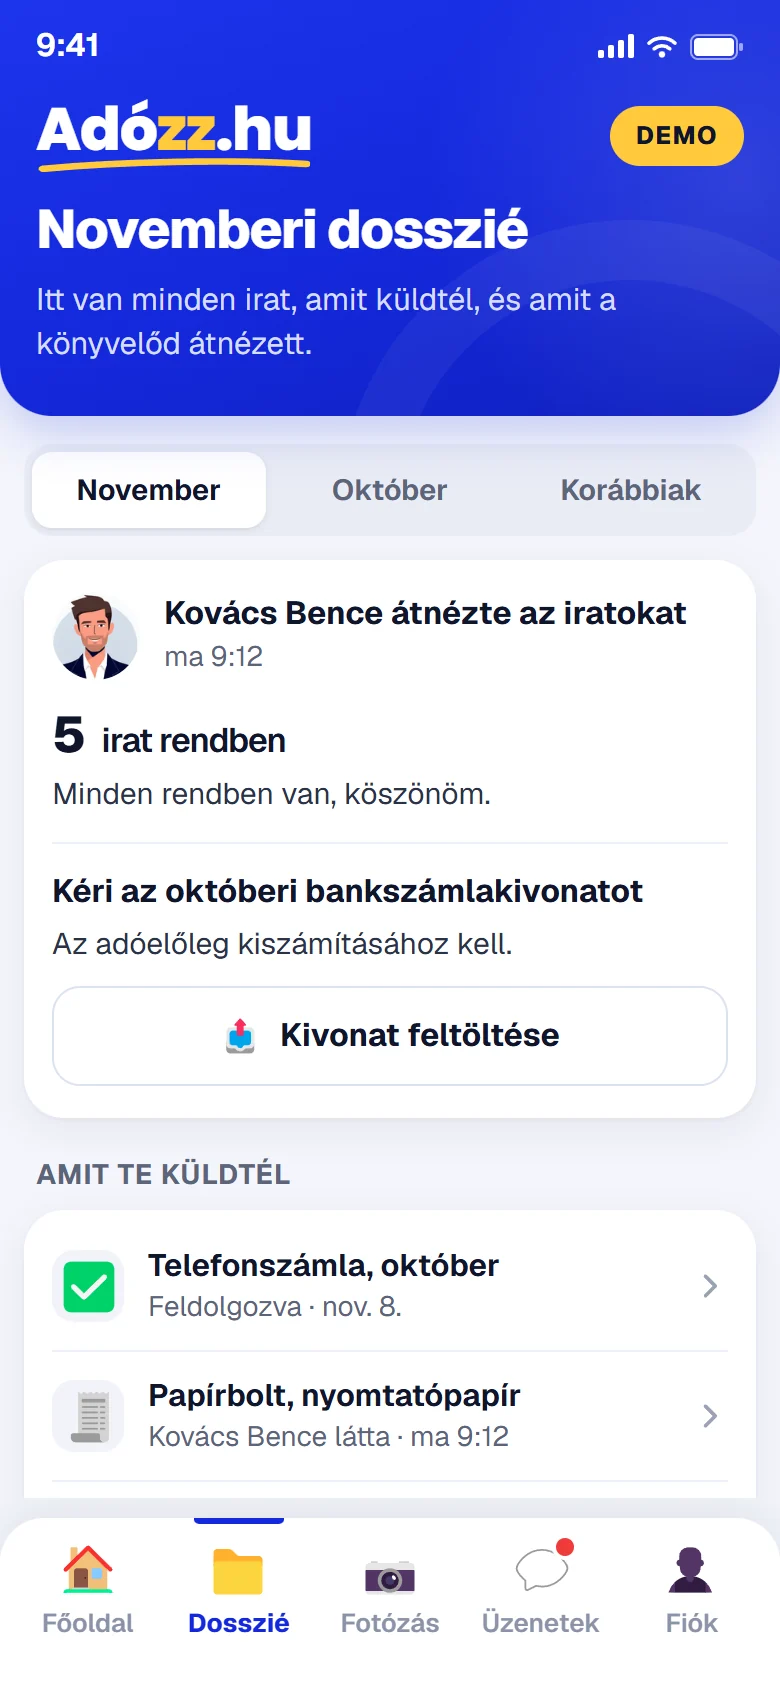 9:41
Adózz.hu
DEMO
Novemberi dosszié
Itt van minden irat, amit küldtél, és amit a
könyvelőd átnézett.
November
Október
Korábbiak
Kovács Bence átnézte az iratokat
ma 9:12
5 irat rendben
Minden rendben van, köszönöm.
Kéri az októberi bankszámlakivonatot
Az adóelőleg kiszámításához kell.
Kivonat feltöltése
AMIT TE KÜLDTÉL
Telefonszámla, október
Feldolgozva · nov. 8.
Papírbolt, nyomtatópapír
Kovács Bence látta · ma 9:12
Főoldal
Dosszié
Fotózás
Üzenetek
Fiók